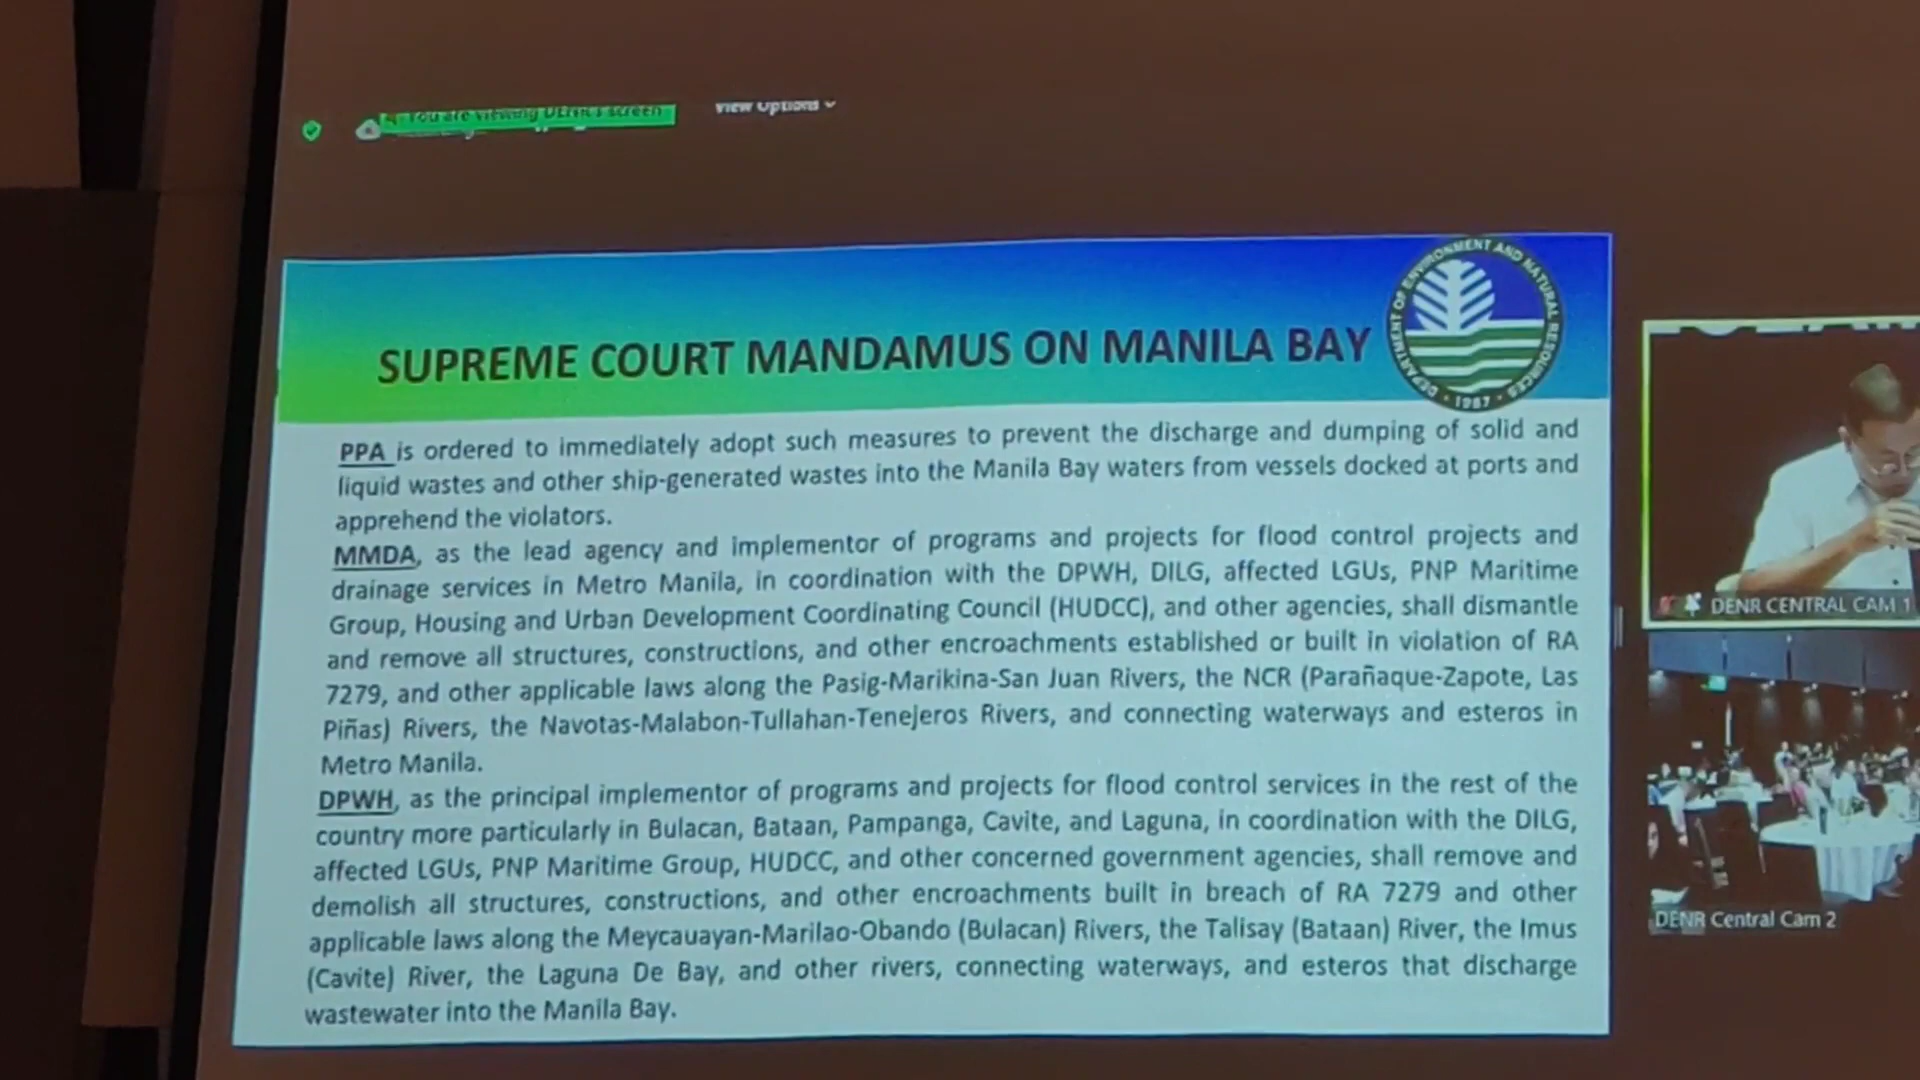 You are viewing DENR's screen
View Options
SUPREME COURT MANDAMUS ON MANILA BAY
DEPARTMENT OF ENVIRONMENT AND NATURAL RESOURCES
1987
PPA is ordered to immediately adopt such measures to prevent the discharge and dumping of solid and
liquid wastes and other ship-generated wastes into the Manila Bay waters from vessels docked at ports and
apprehend the violators.
MMDA, as the lead agency and implementor of programs and projects for flood control projects and
drainage services in Metro Manila, in coordination with the DPWH, DILG, affected LGUs, PNP Maritime
Group, Housing and Urban Development Coordinating Council (HUDCC), and other agencies, shall dismantle
and remove all structures, constructions, and other encroachments established or built in violation of RA
7279, and other applicable laws along the Pasig-Marikina-San Juan Rivers, the NCR (Parañaque-Zapote, Las
Piñas) Rivers, the Navotas-Malabon-Tullahan-Tenejeros Rivers, and connecting waterways and esteros in
Metro Manila.
DPWH, as the principal implementor of programs and projects for flood control services in the rest of the
country more particularly in Bulacan, Bataan, Pampanga, Cavite, and Laguna, in coordination with the DILG,
affected LGUs, PNP Maritime Group, HUDCC, and other concerned government agencies, shall remove and
demolish all structures, constructions, and other encroachments built in breach of RA 7279 and other
applicable laws along the Meycauayan-Marilao-Obando (Bulacan) Rivers, the Talisay (Bataan) River, the Imus
(Cavite) River, the Laguna De Bay, and other rivers, connecting waterways, and esteros that discharge
wastewater into the Manila Bay.
DENR CENTRAL CAM 1
DENR Central Cam 2